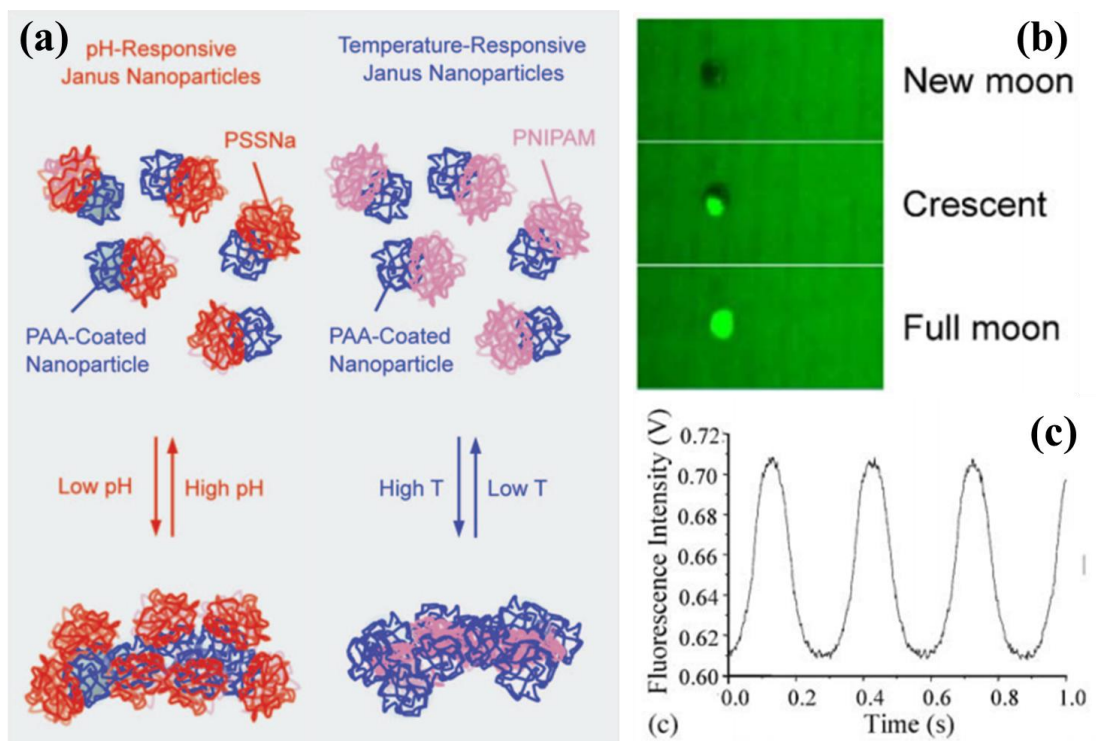 (a)
pH-Responsive
Janus Nanoparticles
Temperature-Responsive
Janus Nanoparticles
PSSNa
PNIPAM
PAA-Coated
Nanoparticle
PAA-Coated
Nanoparticle
Low pH
High pH
High T
Low T
(b)
New moon
Crescent
Full moon
(c)
Fluorescence Intensity (V)
0.72
0.70
0.68
0.66
0.64
0.62
0.60
0.0
0.2
0.4
0.6
0.8
1.0
(c)
Time (s)